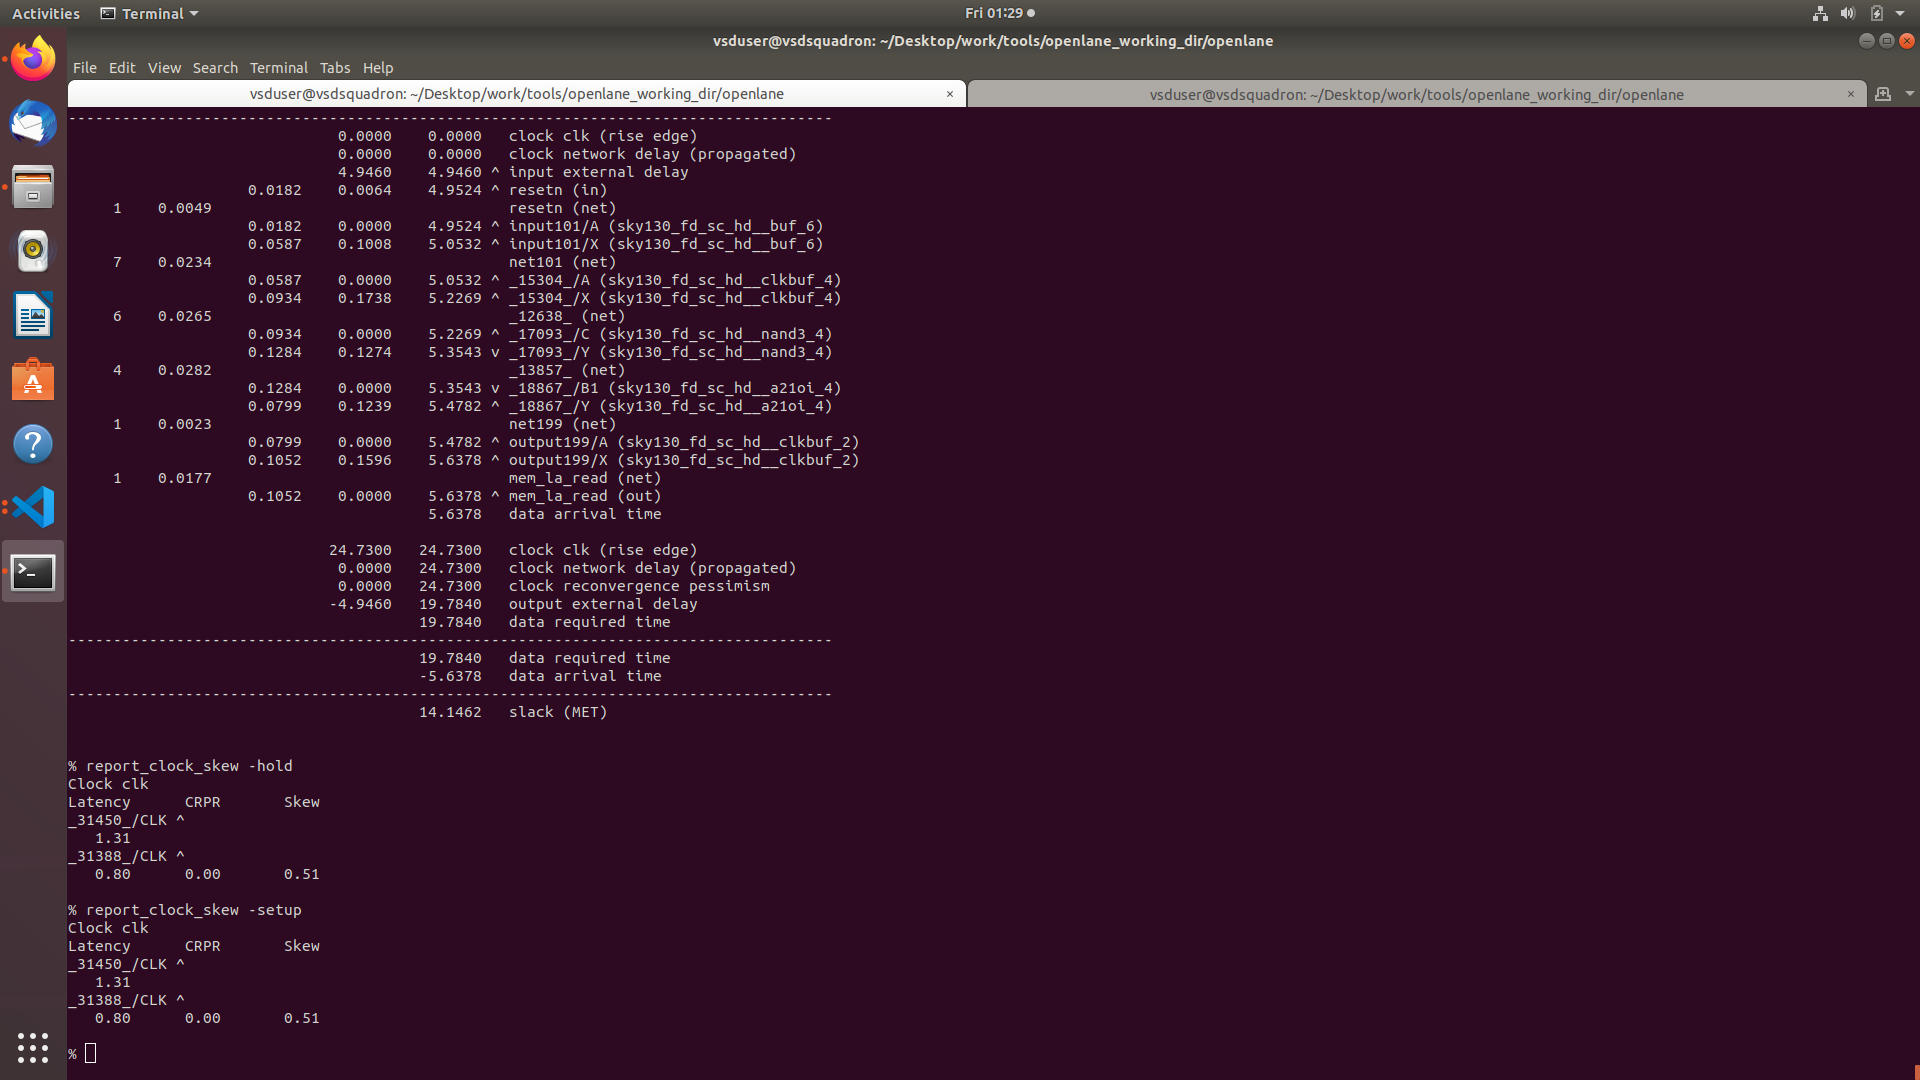 Activities
Terminal
Fri 01:29
vsduser@vsdsquadron: ~/Desktop/work/tools/openlane_working_dir/openlane
File Edit View Search Terminal Tabs Help
vsduser@vsdsquadron: ~/Desktop/work/tools/openlane_working_dir/openlane ×
vsduser@vsdsquadron: ~/Desktop/work/tools/openlane_working_dir/openlane ×
-------------------------------------------------------------------------------------
                              0.0000    0.0000   clock clk (rise edge)
                              0.0000    0.0000   clock network delay (propagated)
                              4.9460    4.9460 ^ input external delay
                    0.0182    0.0064    4.9524 ^ resetn (in)
     1    0.0049                                 resetn (net)
                    0.0182    0.0000    4.9524 ^ input101/A (sky130_fd_sc_hd__buf_6)
                    0.0587    0.1008    5.0532 ^ input101/X (sky130_fd_sc_hd__buf_6)
     7    0.0234                                 net101 (net)
                    0.0587    0.0000    5.0532 ^ _15304_/A (sky130_fd_sc_hd__clkbuf_4)
                    0.0934    0.1738    5.2269 ^ _15304_/X (sky130_fd_sc_hd__clkbuf_4)
     6    0.0265                                 _12638_ (net)
                    0.0934    0.0000    5.2269 ^ _17093_/C (sky130_fd_sc_hd__nand3_4)
                    0.1284    0.1274    5.3543 v _17093_/Y (sky130_fd_sc_hd__nand3_4)
     4    0.0282                                 _13857_ (net)
                    0.1284    0.0000    5.3543 v _18867_/B1 (sky130_fd_sc_hd__a21oi_4)
                    0.0799    0.1239    5.4782 ^ _18867_/Y (sky130_fd_sc_hd__a21oi_4)
     1    0.0023                                 net199 (net)
                    0.0799    0.0000    5.4782 ^ output199/A (sky130_fd_sc_hd__clkbuf_2)
                    0.1052    0.1596    5.6378 ^ output199/X (sky130_fd_sc_hd__clkbuf_2)
     1    0.0177                                 mem_la_read (net)
                    0.1052    0.0000    5.6378 ^ mem_la_read (out)
                                        5.6378   data arrival time
                             24.7300   24.7300   clock clk (rise edge)
                              0.0000   24.7300   clock network delay (propagated)
                              0.0000   24.7300   clock reconvergence pessimism
                             -4.9460   19.7840   output external delay
                                       19.7840   data required time
-------------------------------------------------------------------------------------
                                       19.7840   data required time
                                       -5.6378   data arrival time
-------------------------------------------------------------------------------------
                                       14.1462   slack (MET)
% report_clock_skew -hold
Clock clk
Latency      CRPR       Skew
_31450_/CLK ^
   1.31
_31388_/CLK ^
   0.80      0.00       0.51
% report_clock_skew -setup
Clock clk
Latency      CRPR       Skew
_31450_/CLK ^
   1.31
_31388_/CLK ^
   0.80      0.00       0.51
%